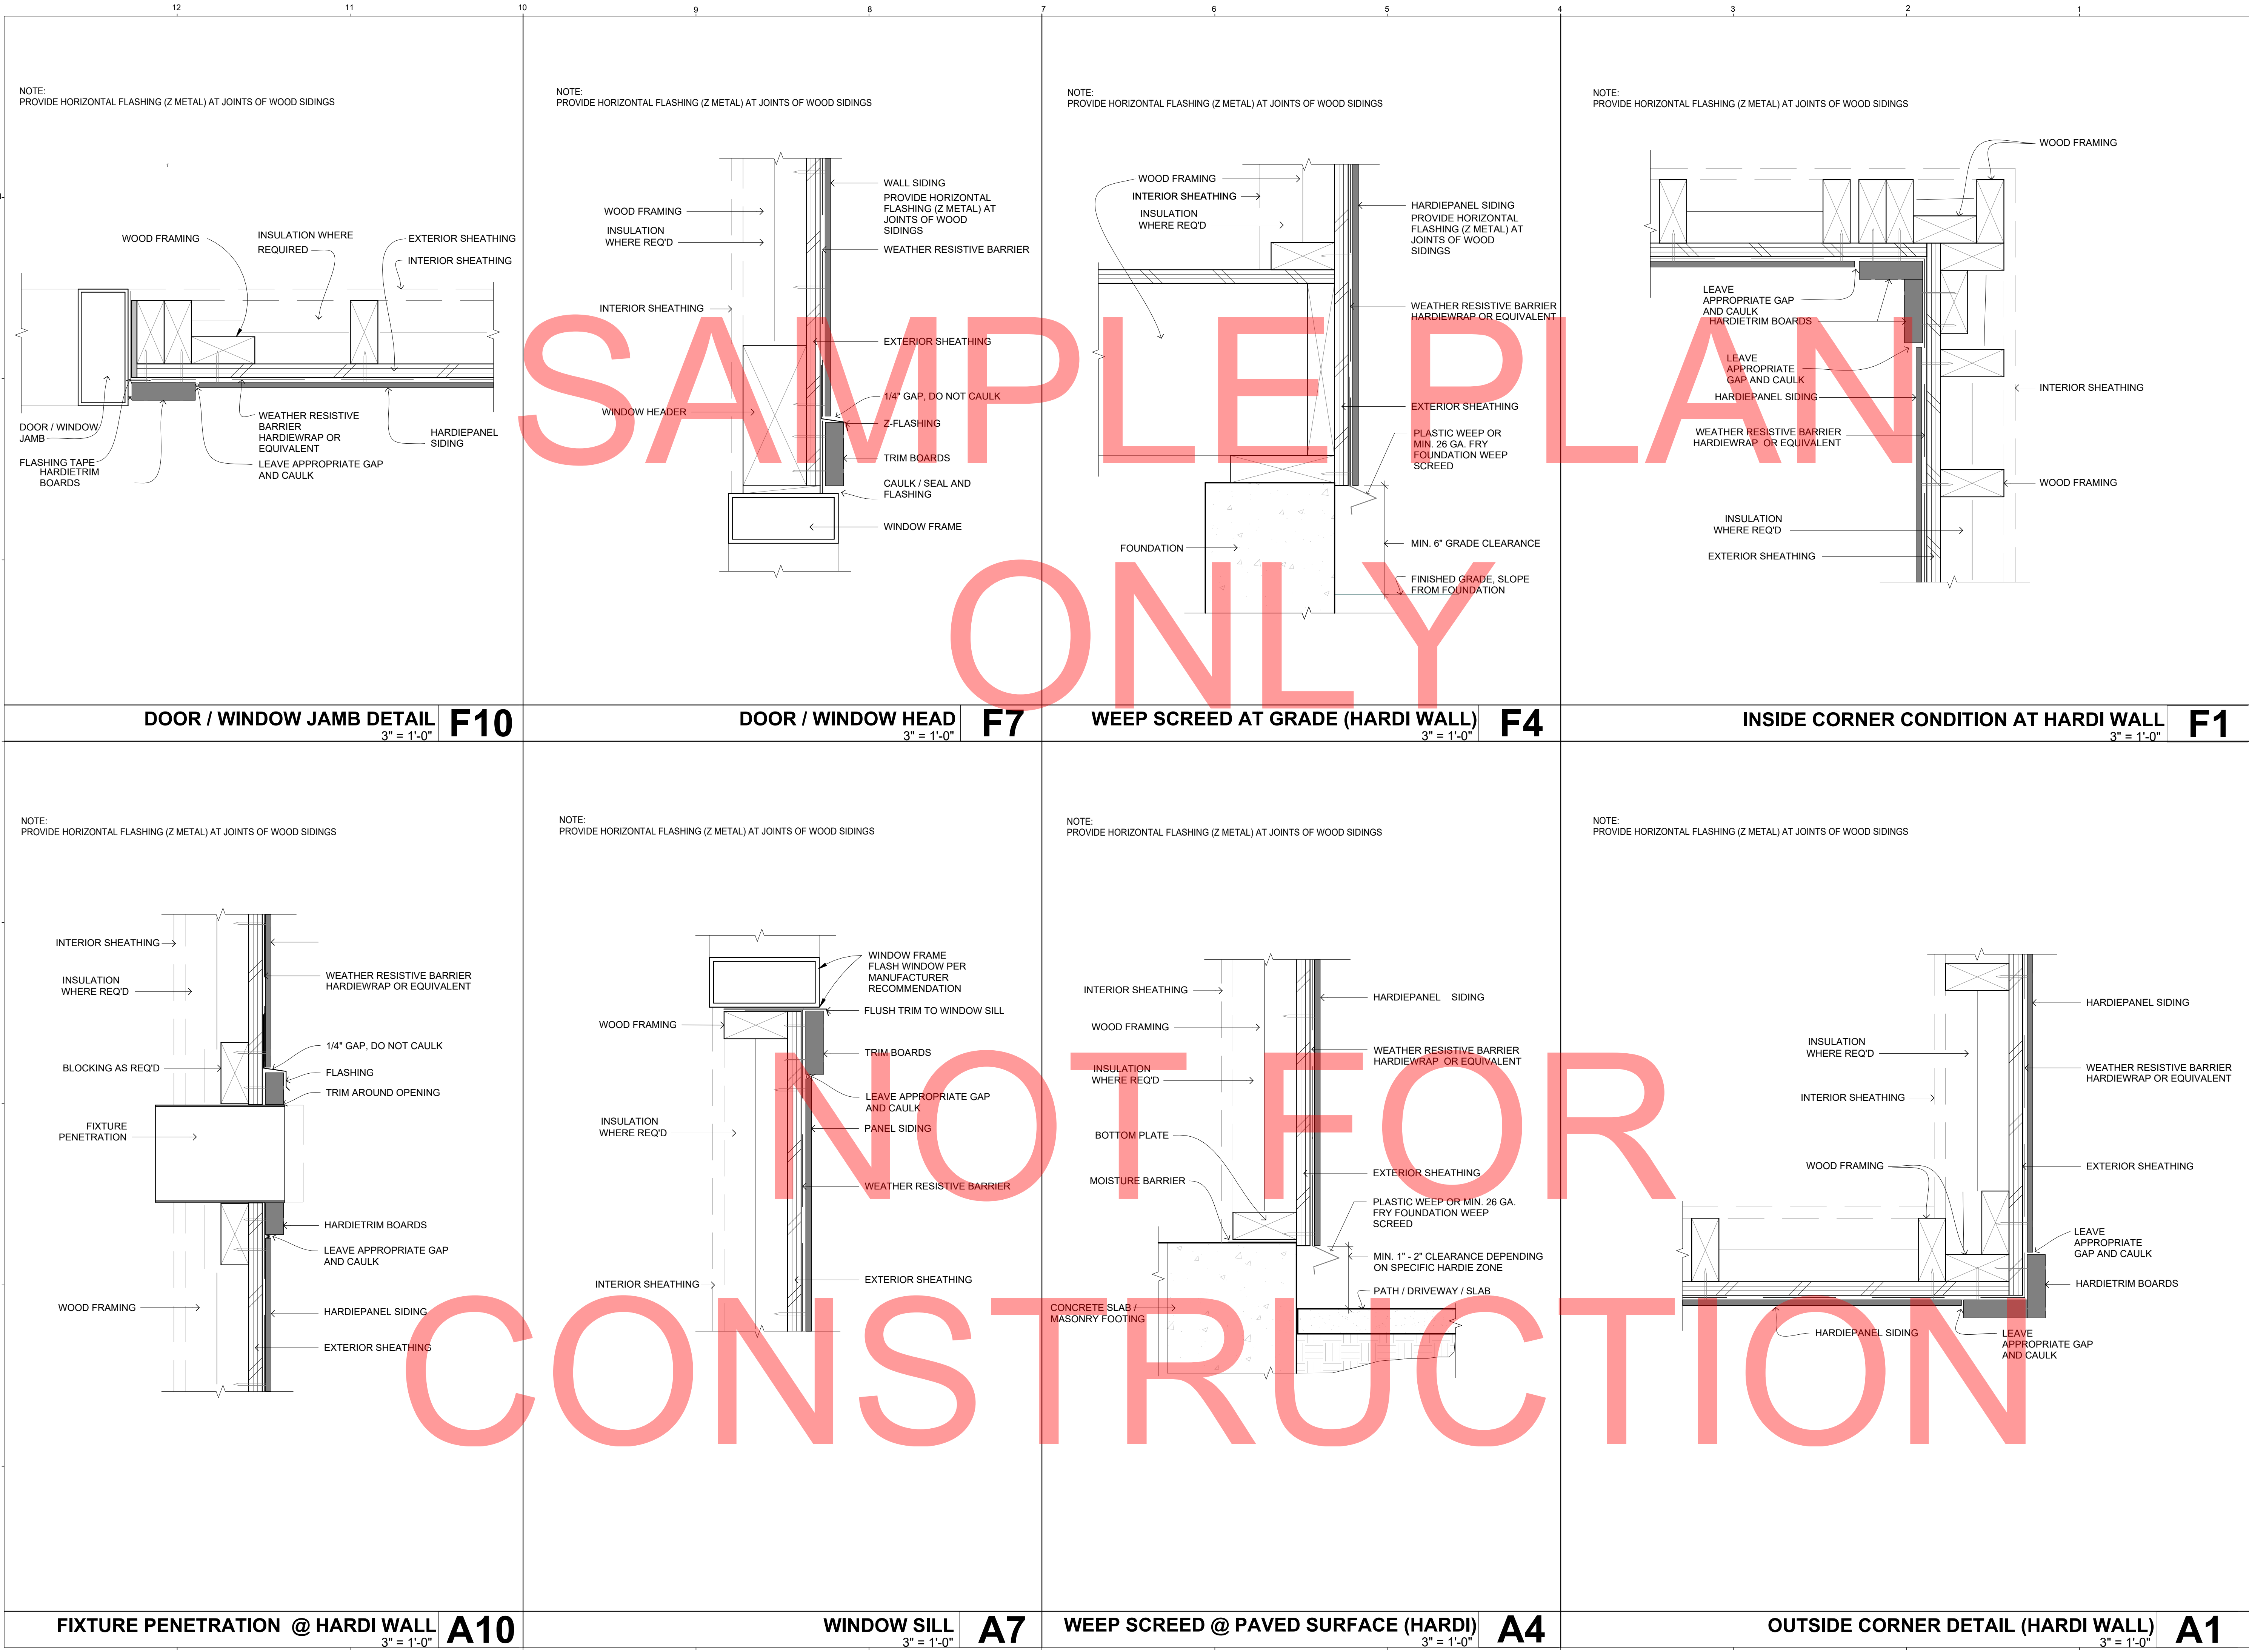 12 11 10 9 8 7 6 5 4 3 2 1
NOTE:
PROVIDE HORIZONTAL FLASHING (Z METAL) AT JOINTS OF WOOD SIDINGS
WOOD FRAMING
INSULATION WHERE
REQUIRED
EXTERIOR SHEATHING
INTERIOR SHEATHING
DOOR / WINDOW
JAMB
FLASHING TAPE
HARDIETRIM
BOARDS
WEATHER RESISTIVE
BARRIER
HARDIEWRAP OR
EQUIVALENT
LEAVE APPROPRIATE GAP
AND CAULK
HARDIEPANEL
SIDING
DOOR / WINDOW JAMB DETAIL
3" = 1'-0"
F10
NOTE:
PROVIDE HORIZONTAL FLASHING (Z METAL) AT JOINTS OF WOOD SIDINGS
WOOD FRAMING
INSULATION
WHERE REQ'D
INTERIOR SHEATHING
WINDOW HEADER
WALL SIDING
PROVIDE HORIZONTAL
FLASHING (Z METAL) AT
JOINTS OF WOOD
SIDINGS
WEATHER RESISTIVE BARRIER
EXTERIOR SHEATHING
1/4" GAP, DO NOT CAULK
Z-FLASHING
TRIM BOARDS
CAULK / SEAL AND
FLASHING
WINDOW FRAME
DOOR / WINDOW HEAD
3" = 1'-0"
F7
NOTE:
PROVIDE HORIZONTAL FLASHING (Z METAL) AT JOINTS OF WOOD SIDINGS
WOOD FRAMING
INTERIOR SHEATHING
INSULATION
WHERE REQ'D
FOUNDATION
HARDIEPANEL SIDING
PROVIDE HORIZONTAL
FLASHING (Z METAL) AT
JOINTS OF WOOD
SIDINGS
WEATHER RESISTIVE BARRIER
HARDIEWRAP OR EQUIVALENT
EXTERIOR SHEATHING
PLASTIC WEEP OR
MIN. 26 GA. FRY
FOUNDATION WEEP
SCREED
MIN. 6" GRADE CLEARANCE
FINISHED GRADE, SLOPE
FROM FOUNDATION
WEEP SCREED AT GRADE (HARDI WALL)
3" = 1'-0"
F4
NOTE:
PROVIDE HORIZONTAL FLASHING (Z METAL) AT JOINTS OF WOOD SIDINGS
WOOD FRAMING
LEAVE
APPROPRIATE GAP
AND CAULK
HARDIETRIM BOARDS
LEAVE
APPROPRIATE
GAP AND CAULK
HARDIEPANEL SIDING
WEATHER RESISTIVE BARRIER
HARDIEWRAP OR EQUIVALENT
INSULATION
WHERE REQ'D
EXTERIOR SHEATHING
INTERIOR SHEATHING
WOOD FRAMING
INSIDE CORNER CONDITION AT HARDI WALL
3" = 1'-0"
F1
SAMPLE PLAN
ONLY
NOTE:
PROVIDE HORIZONTAL FLASHING (Z METAL) AT JOINTS OF WOOD SIDINGS
INTERIOR SHEATHING
INSULATION
WHERE REQ'D
BLOCKING AS REQ'D
FIXTURE
PENETRATION
WOOD FRAMING
WEATHER RESISTIVE BARRIER
HARDIEWRAP OR EQUIVALENT
1/4" GAP, DO NOT CAULK
FLASHING
TRIM AROUND OPENING
HARDIETRIM BOARDS
LEAVE APPROPRIATE GAP
AND CAULK
HARDIEPANEL SIDING
EXTERIOR SHEATHING
FIXTURE PENETRATION @ HARDI WALL
3" = 1'-0"
A10
NOTE:
PROVIDE HORIZONTAL FLASHING (Z METAL) AT JOINTS OF WOOD SIDINGS
WOOD FRAMING
INSULATION
WHERE REQ'D
INTERIOR SHEATHING
WINDOW FRAME
FLASH WINDOW PER
MANUFACTURER
RECOMMENDATION
FLUSH TRIM TO WINDOW SILL
TRIM BOARDS
LEAVE APPROPRIATE GAP
AND CAULK
PANEL SIDING
WEATHER RESISTIVE BARRIER
EXTERIOR SHEATHING
WINDOW SILL
3" = 1'-0"
A7
NOTE:
PROVIDE HORIZONTAL FLASHING (Z METAL) AT JOINTS OF WOOD SIDINGS
INTERIOR SHEATHING
WOOD FRAMING
INSULATION
WHERE REQ'D
BOTTOM PLATE
MOISTURE BARRIER
CONCRETE SLAB /
MASONRY FOOTING
HARDIEPANEL SIDING
WEATHER RESISTIVE BARRIER
HARDIEWRAP OR EQUIVALENT
EXTERIOR SHEATHING
PLASTIC WEEP OR MIN. 26 GA.
FRY FOUNDATION WEEP
SCREED
MIN. 1" - 2" CLEARANCE DEPENDING
ON SPECIFIC HARDIE ZONE
PATH / DRIVEWAY / SLAB
WEEP SCREED @ PAVED SURFACE (HARDI)
3" = 1'-0"
A4
NOTE:
PROVIDE HORIZONTAL FLASHING (Z METAL) AT JOINTS OF WOOD SIDINGS
INSULATION
WHERE REQ'D
INTERIOR SHEATHING
WOOD FRAMING
HARDIEPANEL SIDING
WEATHER RESISTIVE BARRIER
HARDIEWRAP OR EQUIVALENT
EXTERIOR SHEATHING
LEAVE
APPROPRIATE
GAP AND CAULK
HARDIETRIM BOARDS
HARDIEPANEL SIDING
LEAVE
APPROPRIATE GAP
AND CAULK
OUTSIDE CORNER DETAIL (HARDI WALL)
3" = 1'-0"
A1
NOT FOR
CONSTRUCTION